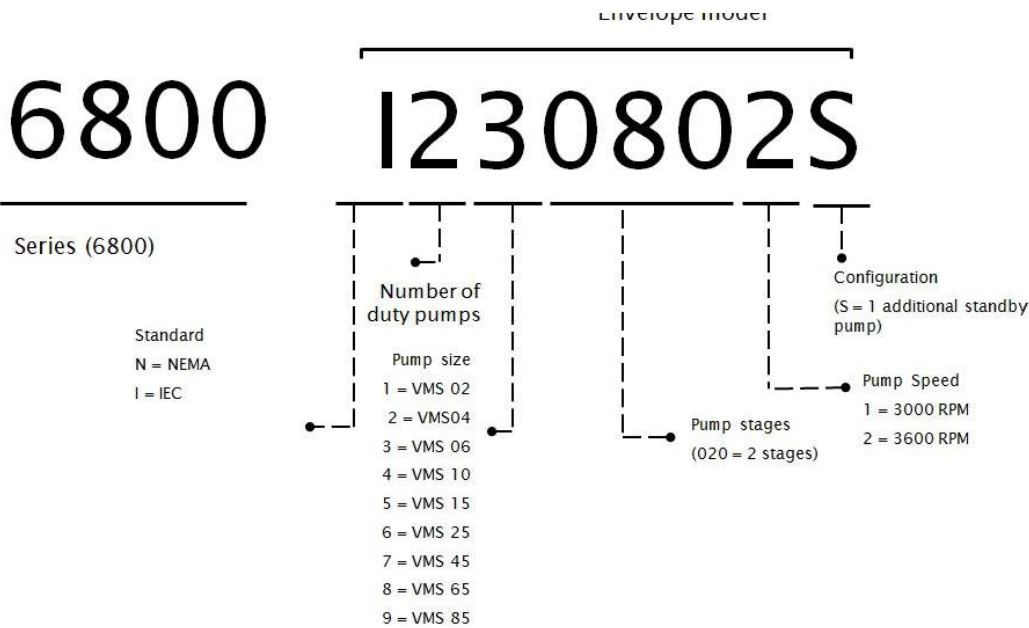 Envelope model
6800 I230802S
Series (6800)
Standard
N = NEMA
I = IEC
Number of
duty pumps
Pump size
1 = VMS 02
2 = VMS04
3 = VMS 06
4 = VMS 10
5 = VMS 15
6 = VMS 25
7 = VMS 45
8 = VMS 65
9 = VMS 85
Pump stages
(020 = 2 stages)
Pump Speed
1 = 3000 RPM
2 = 3600 RPM
Configuration
(S = 1 additional standby
pump)